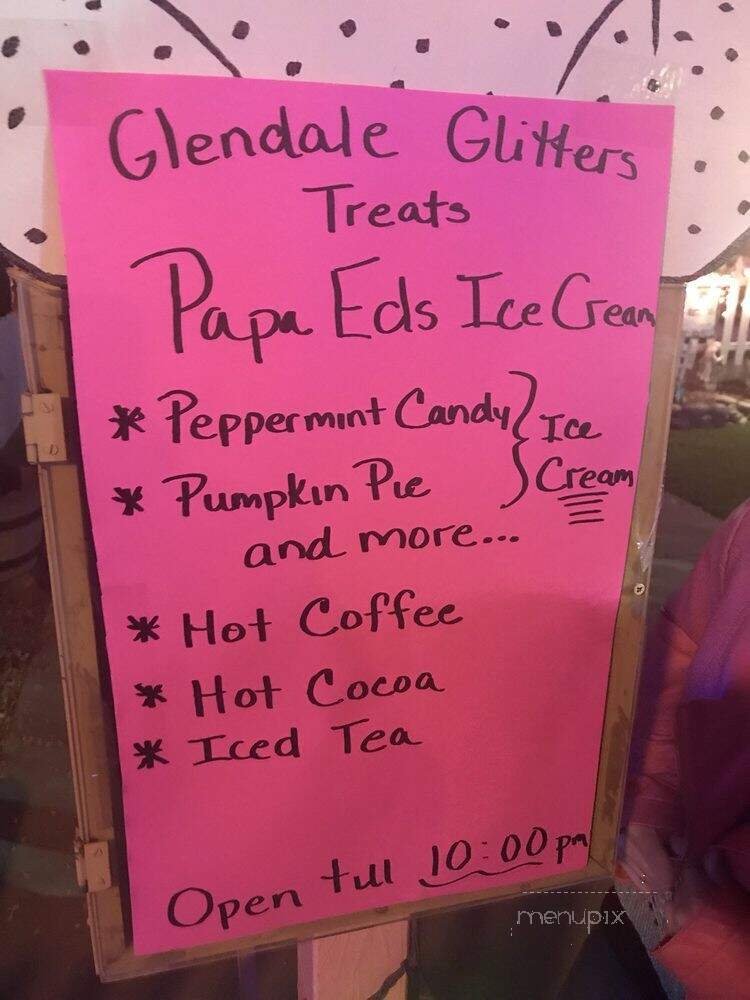 Glendale Glitters
Treats
Papa Eds Ice Cream
* Peppermint Candy } Ice
* Pumpkin Pie } Cream
and more...
* Hot Coffee
* Hot Cocoa
* Iced Tea
Open till 10:00 pm
menupix